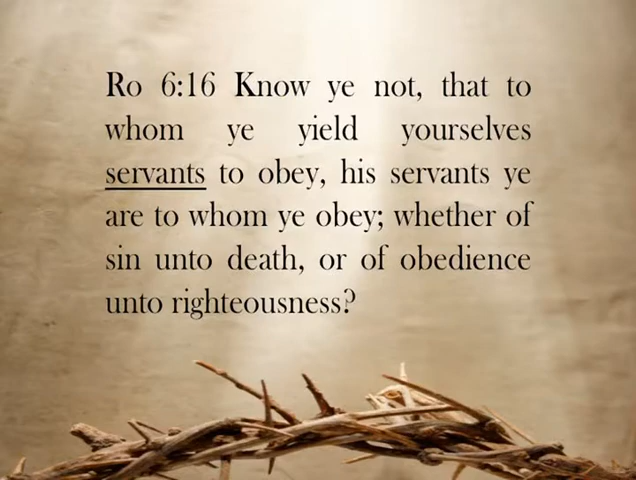 Ro 6:16 Know ye not, that to
whom ye yield yourselves
servants to obey, his servants ye
are to whom ye obey; whether of
sin unto death, or of obedience
unto righteousness?